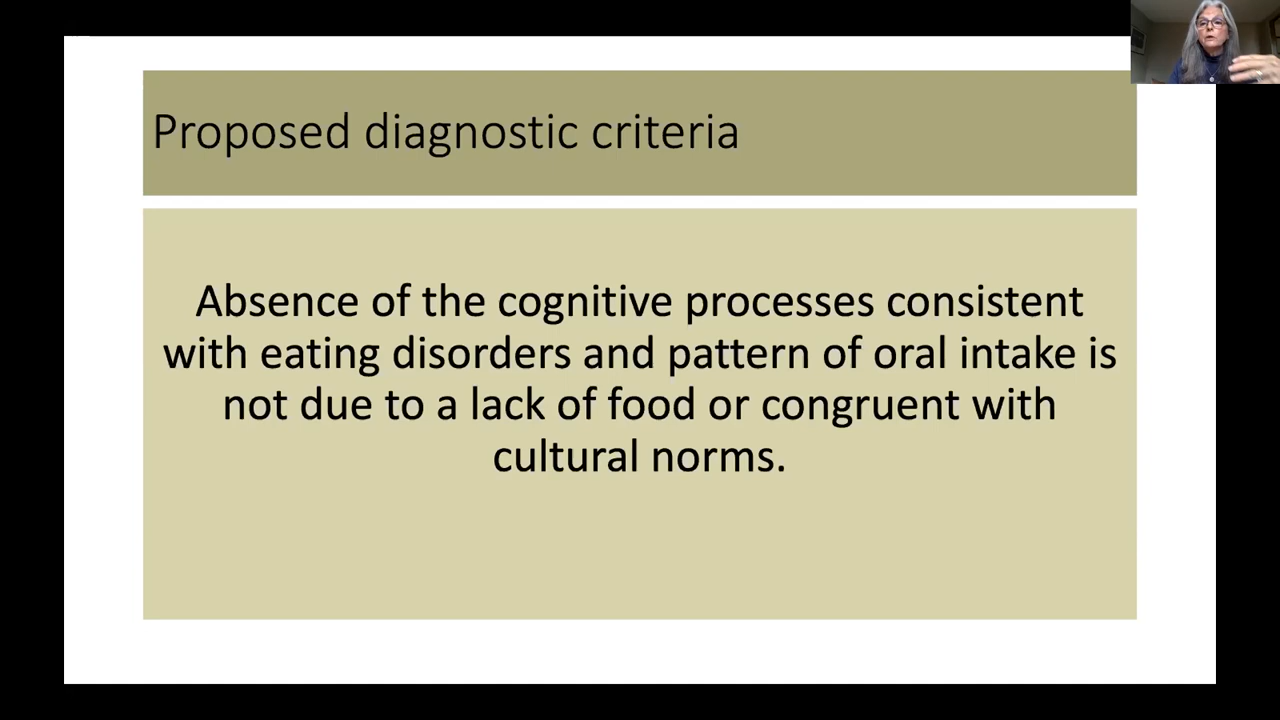 Proposed diagnostic criteria
Absence of the cognitive processes consistent
with eating disorders and pattern of oral intake is
not due to a lack of food or congruent with
cultural norms.